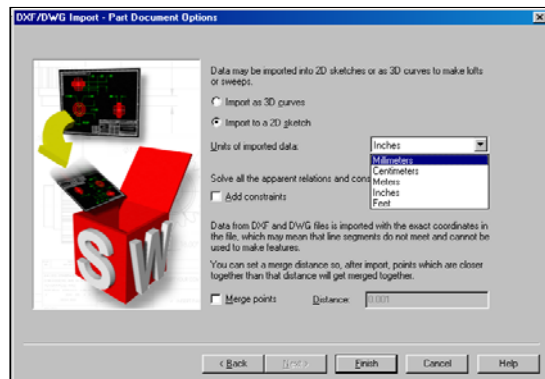 DXF/DWG Import - Part Document Options
Data may be imported into 2D sketches or as 3D curves to make lofts
or sweeps.
Import as 3D curves
Import to a 2D sketch
Units of imported data: Inches
Millimeters
Centimeters
Solve all the apparent relations and cons
Meters
Inches
Add constraints
Feet
Data from DXF and DWG files is imported with the exact coordinates in
the file, which may mean that line segments do not meet and cannot be
used to make features.
You can set a merge distance so, after import, points which are closer
together than that distance will get merged together.
Merge points Distance: 0.001
SW
< Back Next > Finish Cancel Help